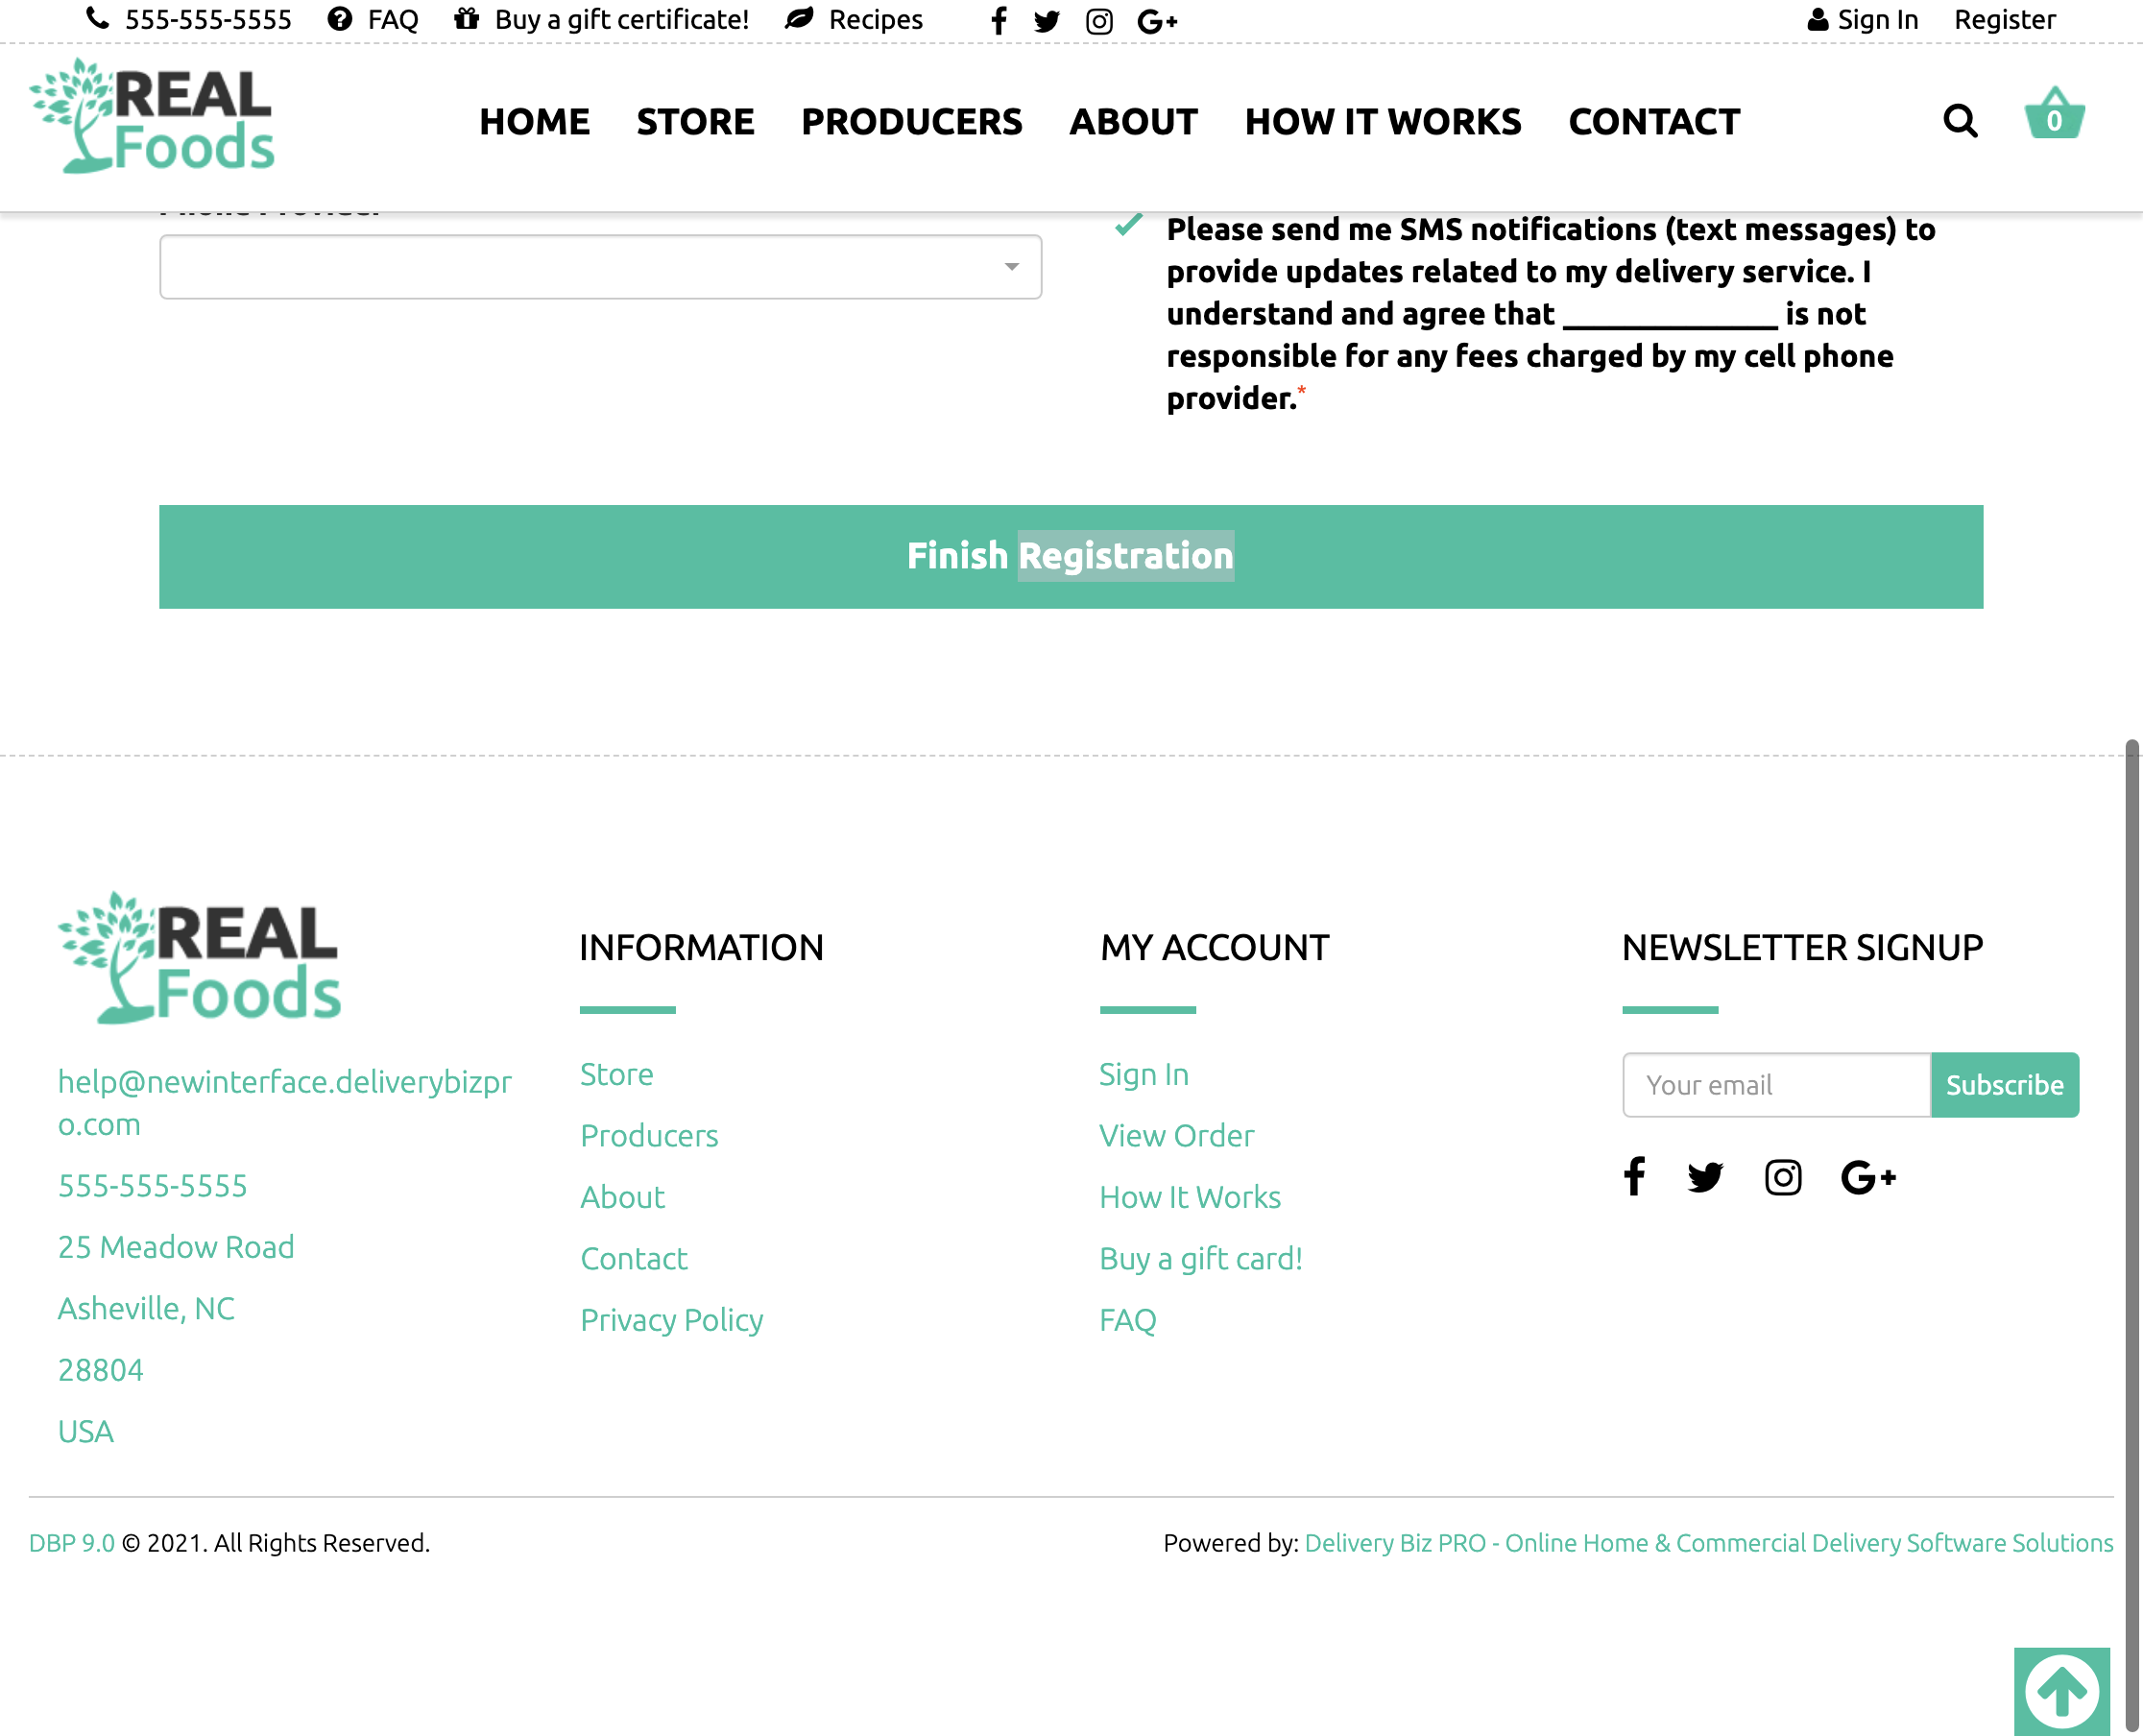 555-555-5555 FAQ Buy a gift certificate! Recipes Sign In Register
REAL
Foods
HOME STORE PRODUCERS ABOUT HOW IT WORKS CONTACT 0
Please send me SMS notifications (text messages) to
provide updates related to my delivery service. I
understand and agree that ______________ is not
responsible for any fees charged by my cell phone
provider.*
Finish Registration
REAL
Foods
help@newinterface.deliverybizpr
o.com
555-555-5555
25 Meadow Road
Asheville, NC
28804
USA
INFORMATION
Store
Producers
About
Contact
Privacy Policy
MY ACCOUNT
Sign In
View Order
How It Works
Buy a gift card!
FAQ
NEWSLETTER SIGNUP
Your email Subscribe
DBP 9.0 © 2021. All Rights Reserved.
Powered by: Delivery Biz PRO - Online Home & Commercial Delivery Software Solutions